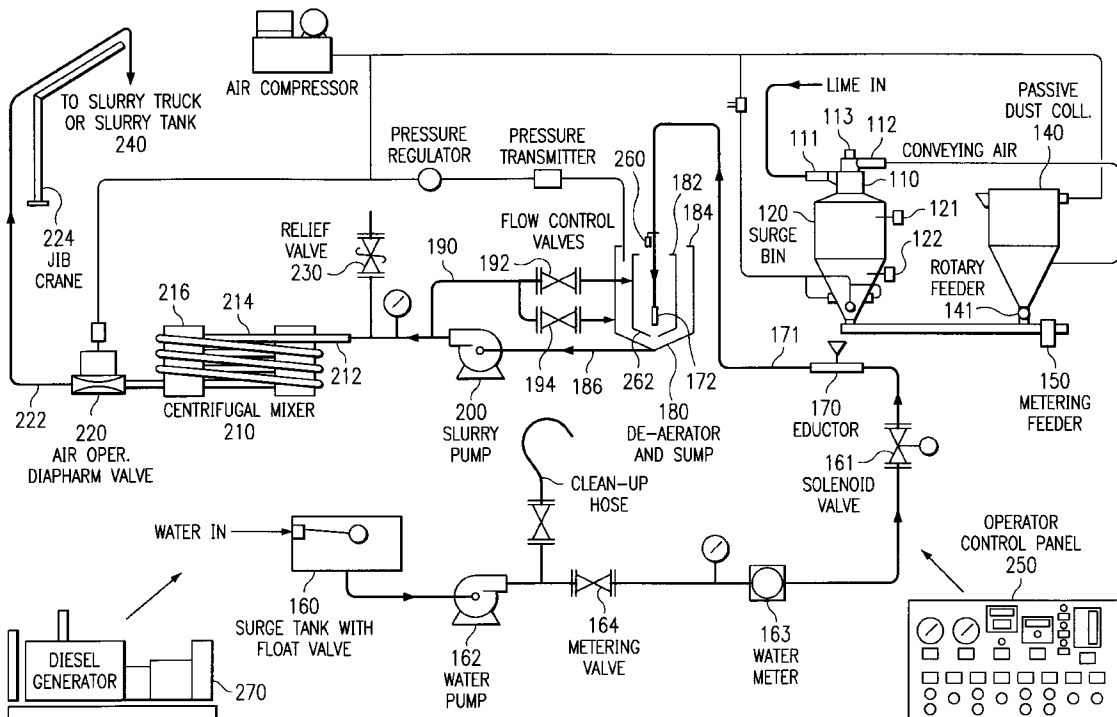 AIR COMPRESSOR
TO SLURRY TRUCK
OR SLURRY TANK
240
224
JIB
CRANE
PRESSURE
REGULATOR
PRESSURE
TRANSMITTER
260
182
184
LIME IN
113
112
111
110
CONVEYING AIR
PASSIVE
DUST COLL.
140
120
SURGE
BIN
121
122
ROTARY
FEEDER
141
RELIEF
VALVE
230
190
FLOW CONTROL
VALVES
192
216
214
212
194
186
262
172
180
DE-AERATOR
AND SUMP
171
170
EDUCTOR
150
METERING
FEEDER
222
220
AIR OPER.
DIAPHARM VALVE
CENTRIFUGAL MIXER
210
200
SLURRY
PUMP
161
SOLENOID
VALVE
CLEAN-UP
HOSE
WATER IN
160
SURGE TANK WITH
FLOAT VALVE
162
WATER
PUMP
164
METERING
VALVE
163
WATER
METER
OPERATOR
CONTROL PANEL
250
DIESEL
GENERATOR
270